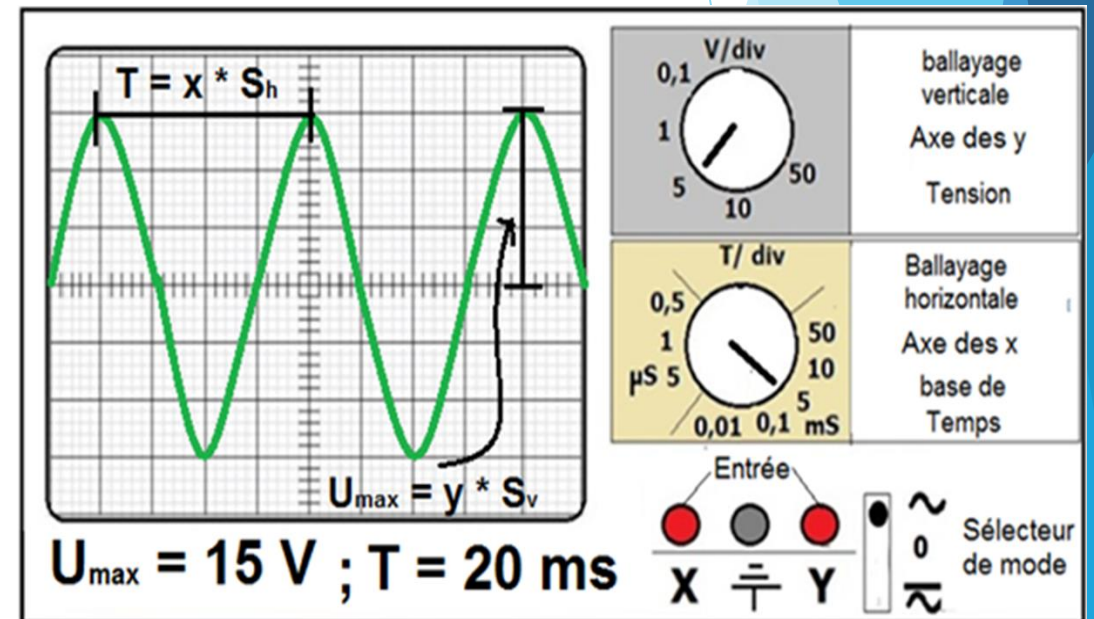 T = x * Sh
Umax = y * Sv
Umax = 15 V ; T = 20 ms
V/div
0,1
1
5
10
50
ballayage
verticale
Axe des y
Tension
T/ div
0,5
1
µS 5
0,01
0,1
mS
5
10
50
Ballayage
horizontale
Axe des x
base de
Temps
Entrée
X
Y
0
Sélecteur
de mode